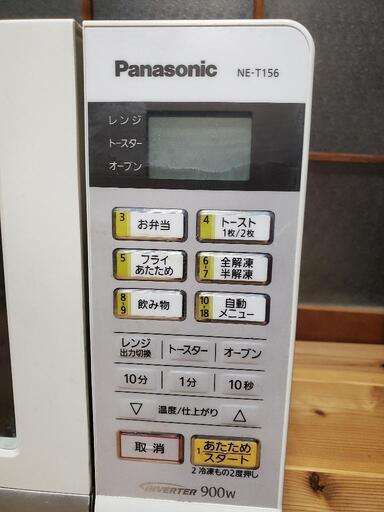 Panasonic NE-T156
レンジ
トースター
オーブン
3 お弁当
4 トースト
1枚/2枚
5 フライ
あたため
6-7 全解凍
半解凍
8-9 飲み物
10-18 自動
メニュー
レンジ
出力切換
トースター
オーブン
10分 1分 10秒
▽ 温度/仕上がり △
取消
1 あたため
スタート
2 冷凍もの2度押し
INVERTER 900W